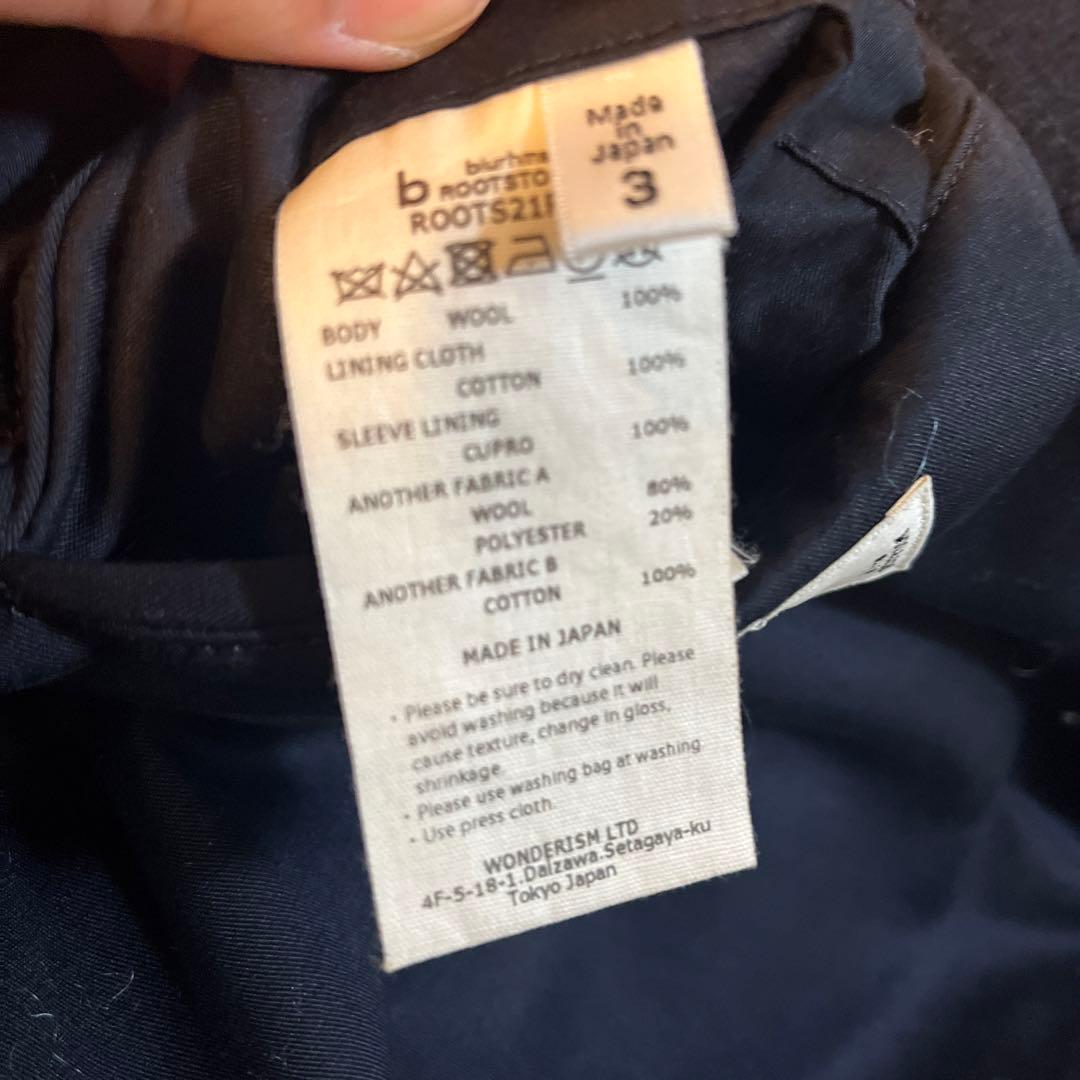 Made
in
Japan
3
b blurhms
ROOTSTO
ROOTS21F
BODY WOOL 100%
LINING CLOTH
COTTON 100%
SLEEVE LINING
CUPRO 100%
ANOTHER FABRIC A
WOOL 80%
POLYESTER 20%
ANOTHER FABRIC B
COTTON 100%
MADE IN JAPAN
• Please be sure to dry clean. Please
avoid washing because it will
cause texture, change in gloss,
shrinkage.
• Please use washing bag at washing
• Use press cloth.
WONDERISM LTD
4F-5-18-1.Daizawa.Setagaya-ku
Tokyo Japan